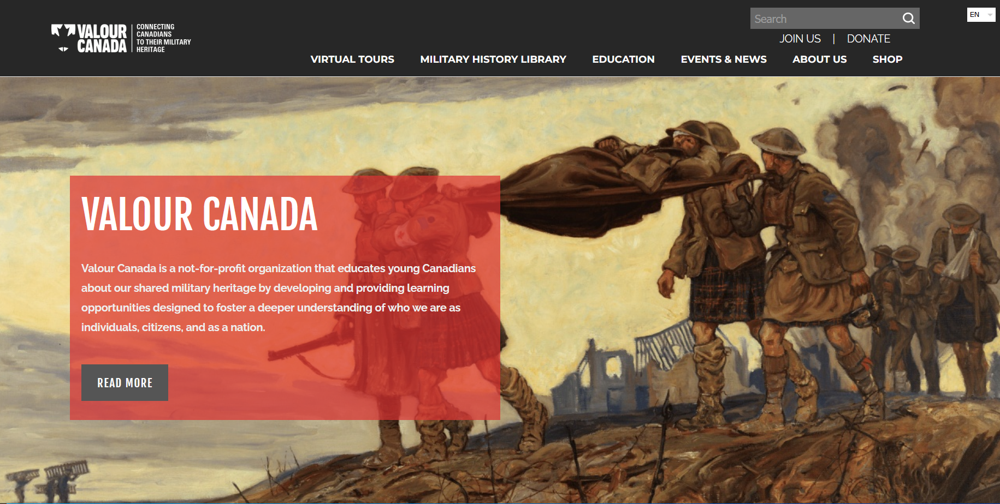 VALOUR
CANADA
CONNECTING
CANADIANS
TO THEIR MILITARY
HERITAGE
Search
EN
JOIN US | DONATE
VIRTUAL TOURS MILITARY HISTORY LIBRARY EDUCATION EVENTS & NEWS ABOUT US SHOP
VALOUR CANADA
Valour Canada is a not-for-profit organization that educates young Canadians
about our shared military heritage by developing and providing learning
opportunities designed to foster a deeper understanding of who we are as
individuals, citizens, and as a nation.
READ MORE